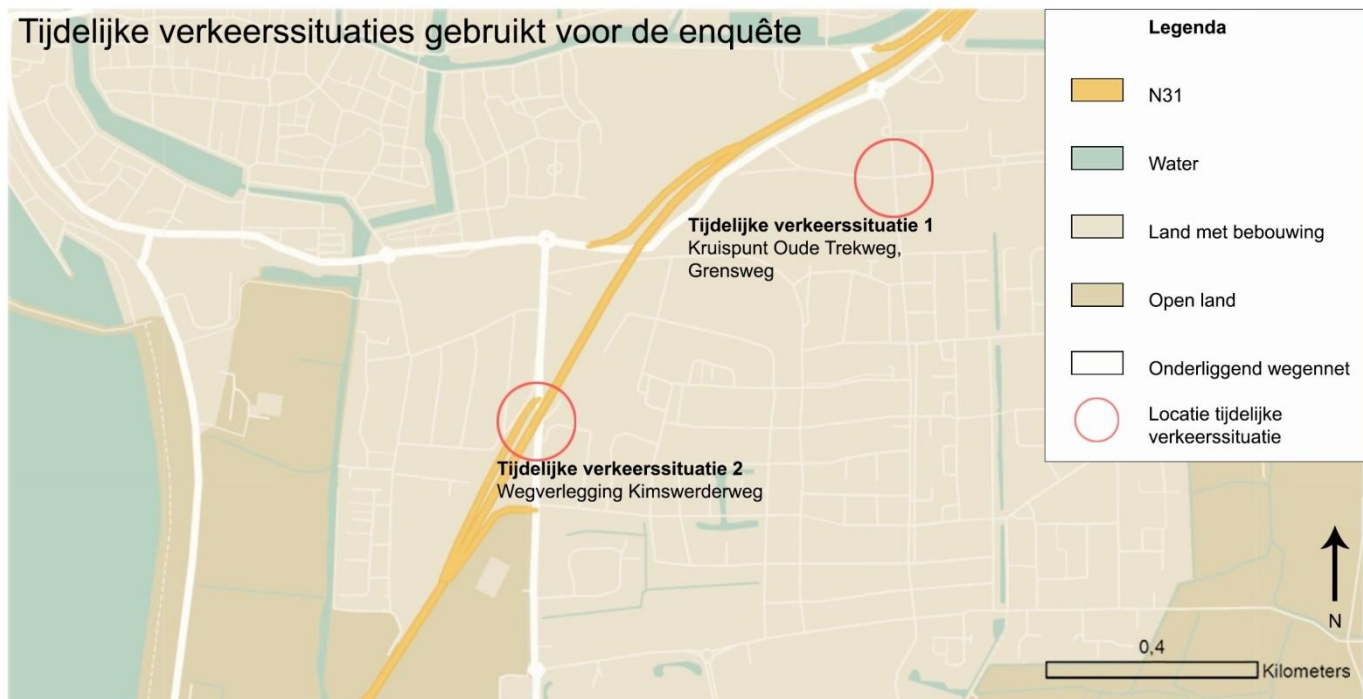 Tijdelijke verkeerssituaties gebruikt voor de enquête
Tijdelijke verkeerssituatie 1
Kruispunt Oude Trekweg,
Grensweg
Tijdelijke verkeerssituatie 2
Wegverlegging Kimswerderweg
Legenda
N31
Water
Land met bebouwing
Open land
Onderliggend wegennet
Locatie tijdelijke
verkeerssituatie
N
0,4
Kilometers